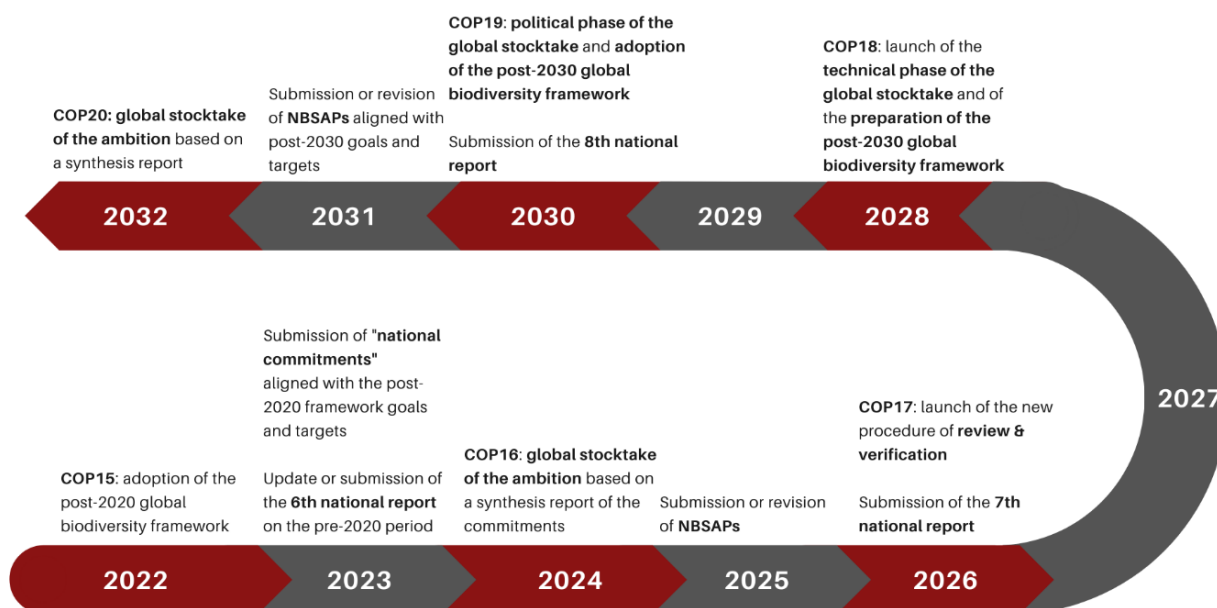 COP19: political phase of the
global stocktake and adoption
of the post-2030 global
biodiversity framework
Submission of the 8th national
report
COP18: launch of the
technical phase of the
global stocktake and of
the preparation of the
post-2030 global
biodiversity framework
Submission or revision
of NBSAPs aligned with
post-2030 goals and
targets
COP20: global stocktake
of the ambition based on
a synthesis report
2032
2031
2030
2029
2028
2027
Submission of "national
commitments"
aligned with the post-
2020 framework goals
and targets
Update or submission of
the 6th national report
on the pre-2020 period
COP15: adoption of the
post-2020 global
biodiversity framework
COP16: global stocktake
of the ambition based on
a synthesis report of the
commitments
Submission or revision
of NBSAPs
COP17: launch of the new
procedure of review &
verification
Submission of the 7th
national report
2022
2023
2024
2025
2026